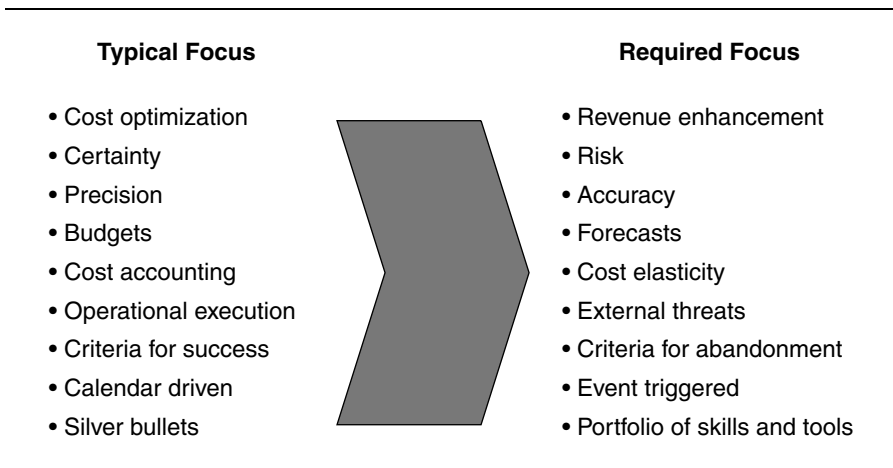 Typical Focus
• Cost optimization
• Certainty
• Precision
• Budgets
• Cost accounting
• Operational execution
• Criteria for success
• Calendar driven
• Silver bullets
Required Focus
• Revenue enhancement
• Risk
• Accuracy
• Forecasts
• Cost elasticity
• External threats
• Criteria for abandonment
• Event triggered
• Portfolio of skills and tools